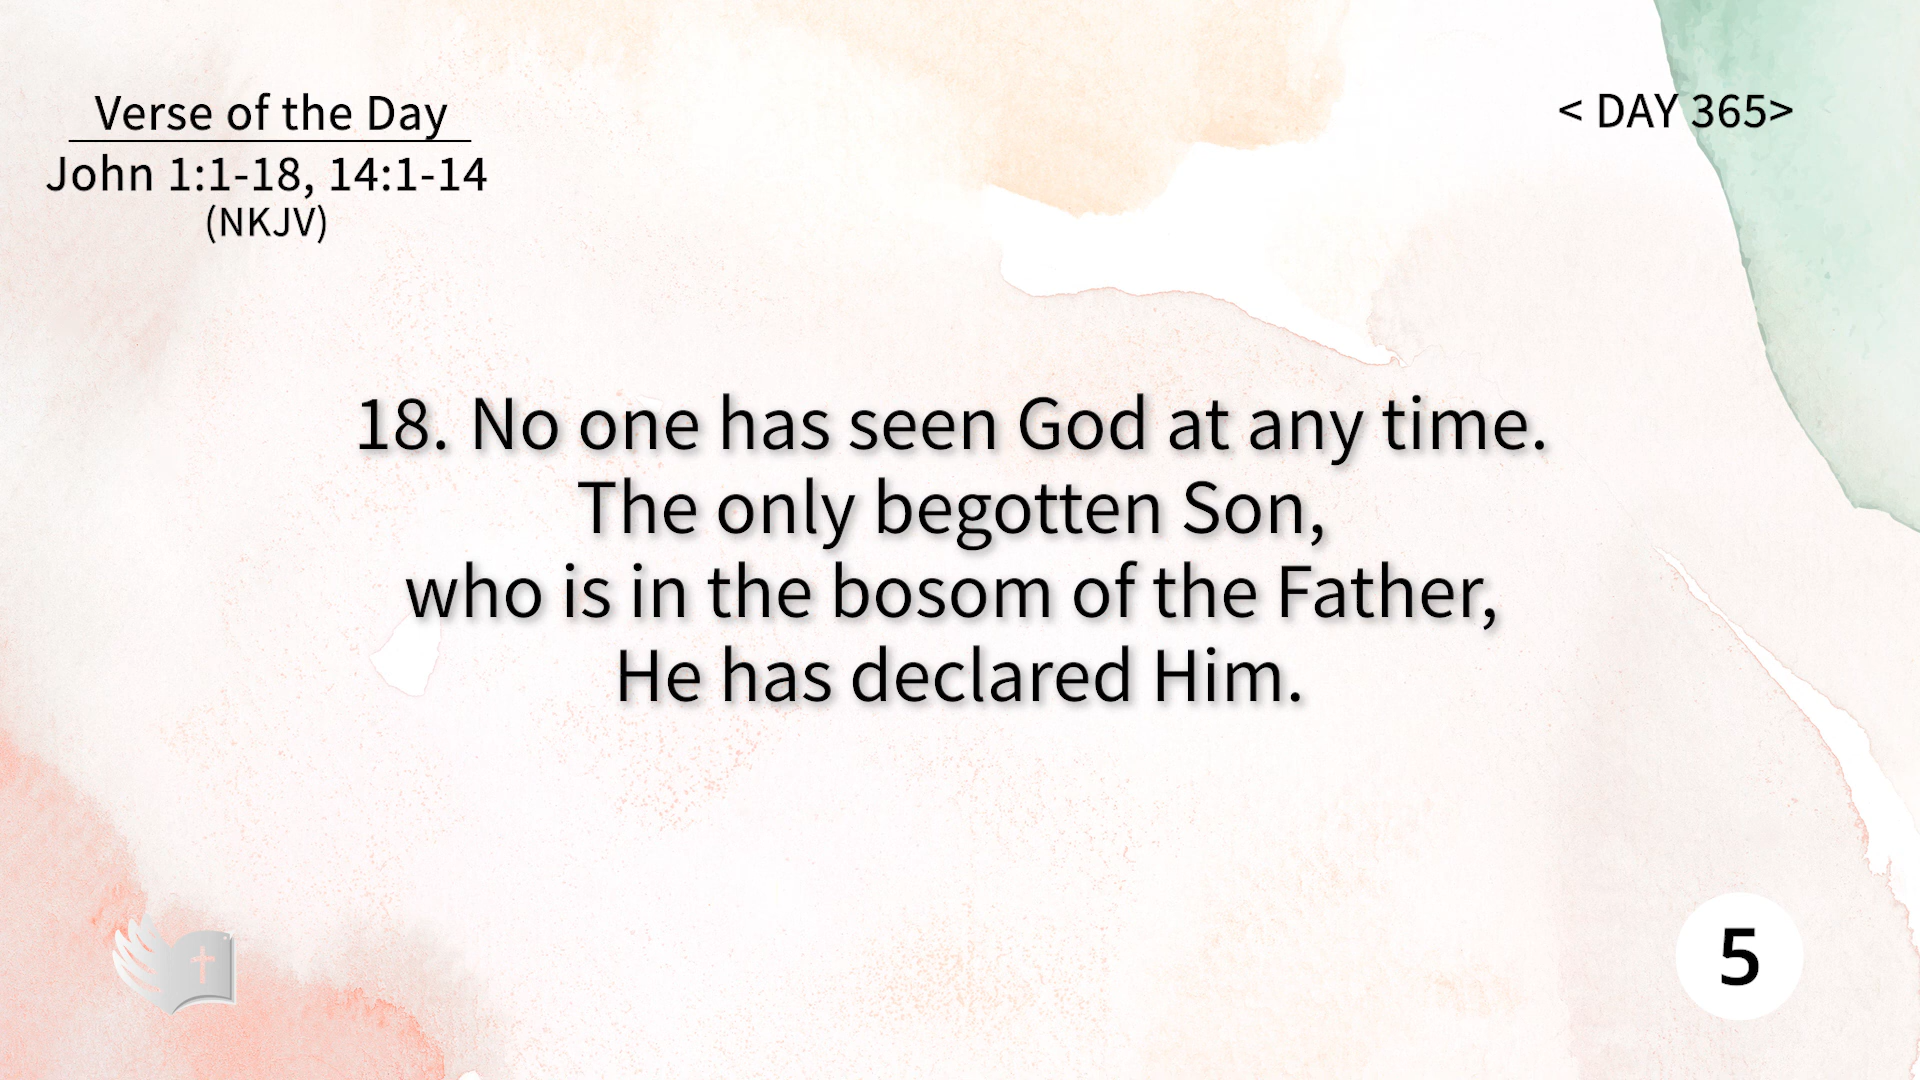 Verse of the Day
John 1:1-18, 14:1-14
(NKJV)
< DAY 365>
18. No one has seen God at any time.
The only begotten Son,
who is in the bosom of the Father,
He has declared Him.
5